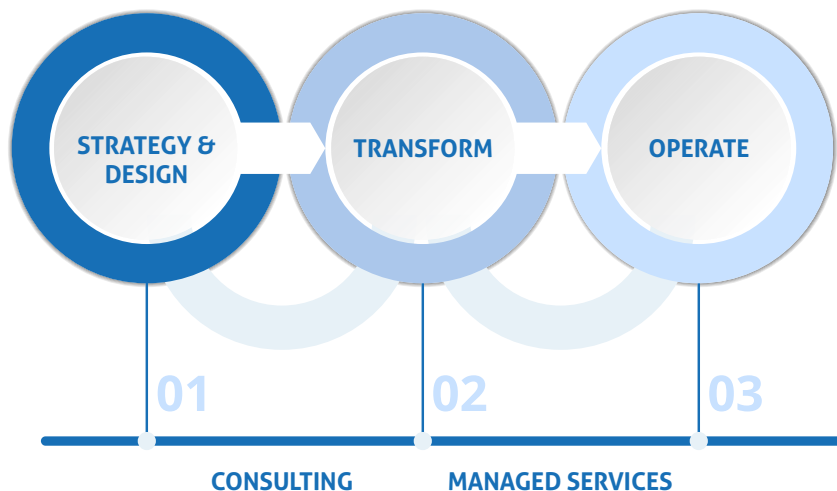 STRATEGY &
DESIGN
TRANSFORM
OPERATE
01
02
03
CONSULTING
MANAGED SERVICES